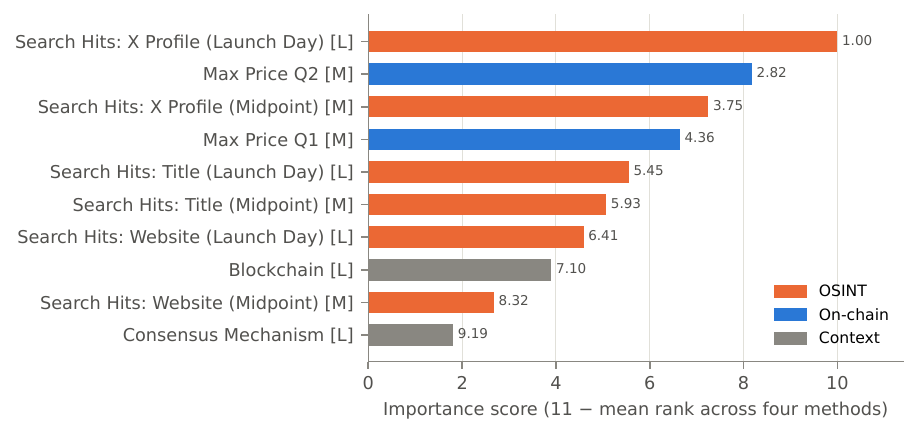 Search Hits: X Profile (Launch Day) [L] 1.00
Max Price Q2 [M] 2.82
Search Hits: X Profile (Midpoint) [M] 3.75
Max Price Q1 [M] 4.36
Search Hits: Title (Launch Day) [L] 5.45
Search Hits: Title (Midpoint) [M] 5.93
Search Hits: Website (Launch Day) [L] 6.41
Blockchain [L] 7.10
Search Hits: Website (Midpoint) [M] 8.32
Consensus Mechanism [L] 9.19
OSINT
On-chain
Context
0 2 4 6 8 10
Importance score (11 − mean rank across four methods)